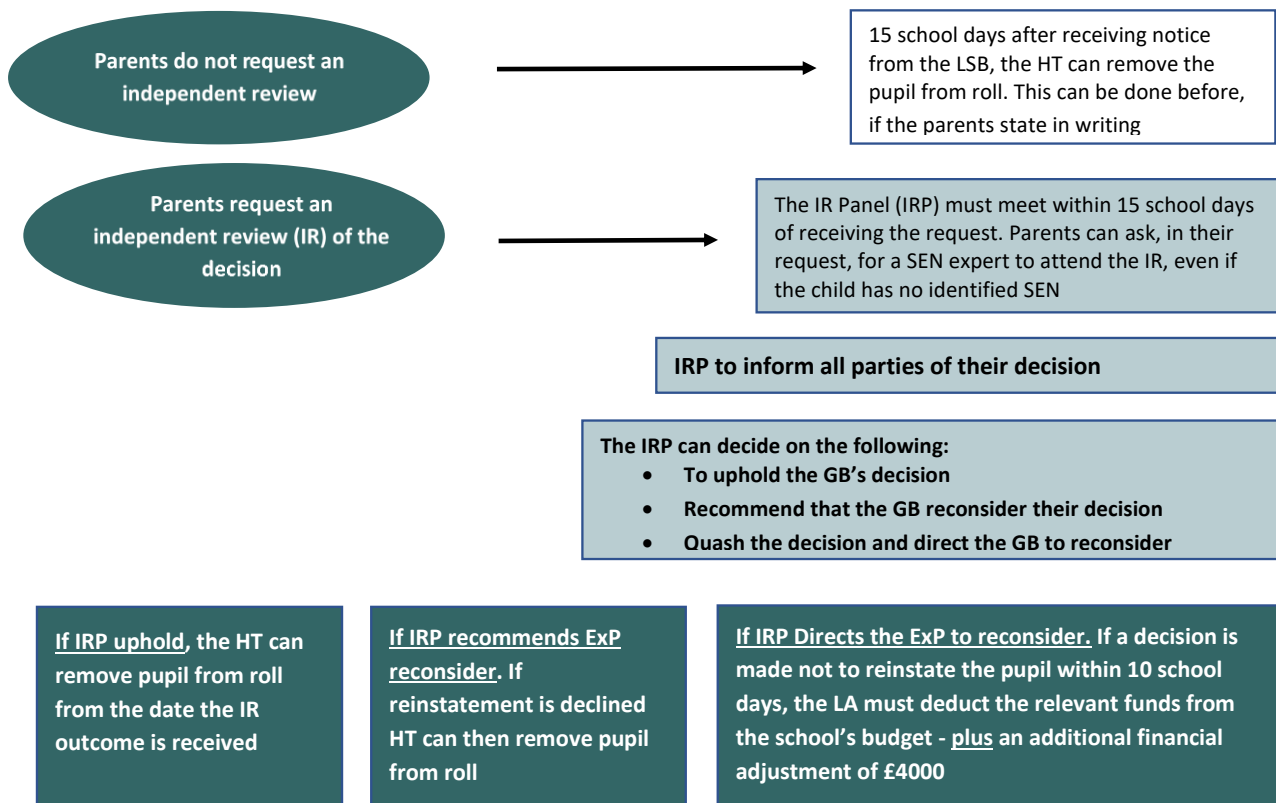 Parents do not request an
independent review
15 school days after receiving notice
from the LSB, the HT can remove the
pupil from roll. This can be done before,
if the parents state in writing
Parents request an
independent review (IR) of the
decision
The IR Panel (IRP) must meet within 15 school days
of receiving the request. Parents can ask, in their
request, for a SEN expert to attend the IR, even if
the child has no identified SEN
IRP to inform all parties of their decision
The IRP can decide on the following:
• To uphold the GB's decision
• Recommend that the GB reconsider their decision
• Quash the decision and direct the GB to reconsider
If IRP uphold, the HT can
remove pupil from roll
from the date the IR
outcome is received
If IRP recommends ExP
reconsider. If
reinstatement is declined
HT can then remove pupil
from roll
If IRP Directs the ExP to reconsider. If a decision is
made not to reinstate the pupil within 10 school
days, the LA must deduct the relevant funds from
the school's budget - plus an additional financial
adjustment of £4000